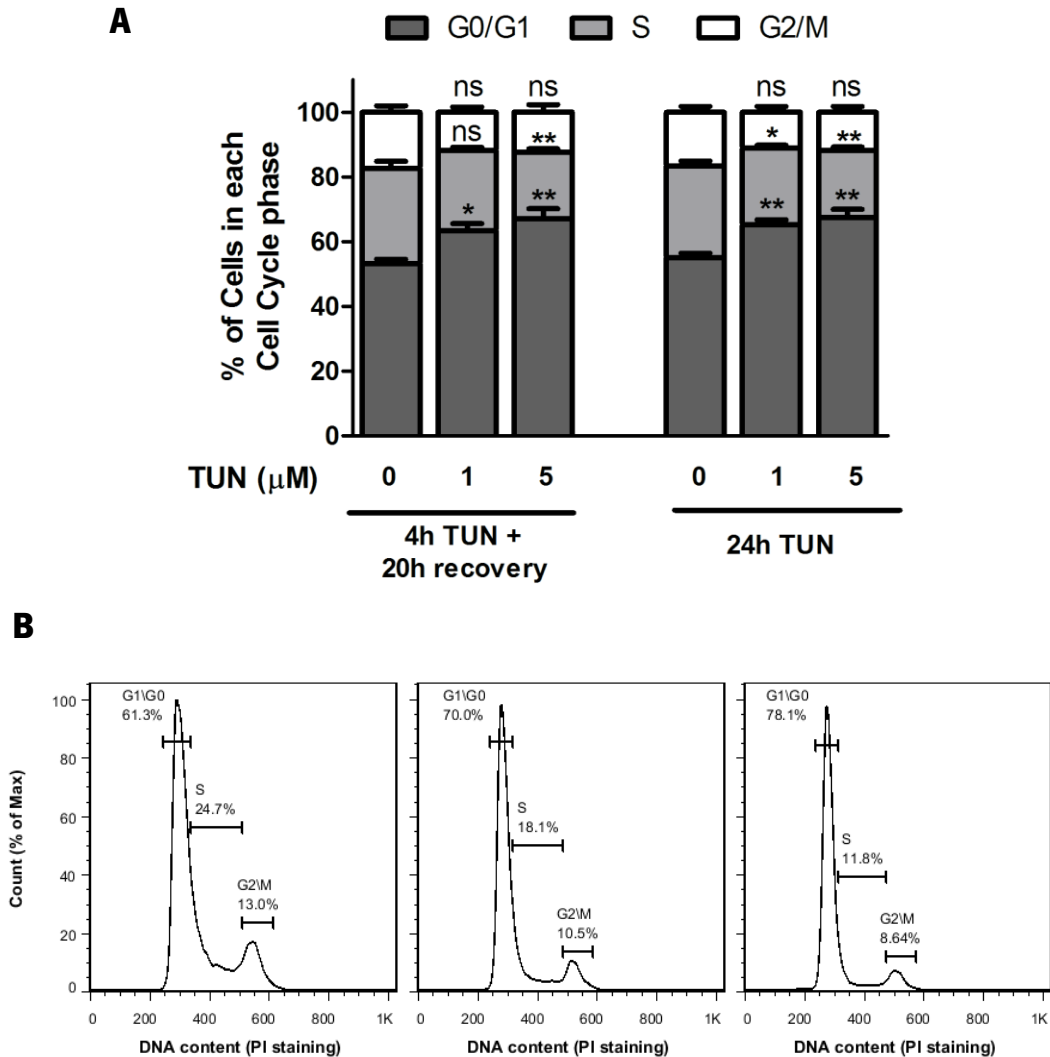 A
G0/G1 S G2/M
% of Cells in each
Cell Cycle phase
100
80
60
40
20
0
ns ns ns ns
ns ** * **
* ** ** **
TUN (μM) 0 1 5 0 1 5
4h TUN +
20h recovery
24h TUN
B
Count (% of Max)
100
80
60
40
20
0
G1\G0
61.3%
S
24.7%
G2\M
13.0%
0 200 400 600 800 1K
DNA content (PI staining)
G1\G0
70.0%
S
18.1%
G2\M
10.5%
0 200 400 600 800 1K
DNA content (PI staining)
G1\G0
78.1%
S
11.8%
G2\M
8.64%
0 200 400 600 800 1K
DNA content (PI staining)